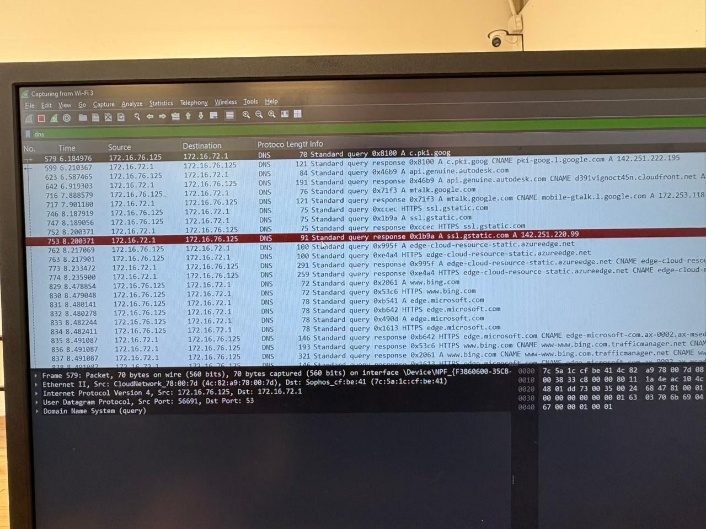 Capturing from Wi-Fi 3
File Edit View Go Capture Analyze Statistics Telephony Wireless Tools Help
dns
No. Time Source Destination Protocol Length Info
579 6.184976 172.16.76.125 172.16.72.1 DNS 70 Standard query 0x8100 A c.pki.goog
599 6.210367 172.16.72.1 172.16.76.125 DNS 121 Standard query response 0x8100 A c.pki.goog CNAME pki-goog.l.google.com A 142.251.222.195
623 6.587465 172.16.76.125 172.16.72.1 DNS 84 Standard query 0x46b9 A api.genuine.autodesk.com
642 6.919303 172.16.72.1 172.16.76.125 DNS 191 Standard query response 0x46b9 A api.genuine.autodesk.com CNAME d391vignoct45n.cloudfront.net A
716 7.888579 172.16.76.125 172.16.72.1 DNS 76 Standard query 0x71f3 A mtalk.google.com
717 7.901180 172.16.72.1 172.16.76.125 DNS 121 Standard query response 0x71f3 A mtalk.google.com CNAME mobile-gtalk.l.google.com A 172.253.118
746 8.187919 172.16.76.125 172.16.72.1 DNS 75 Standard query 0x1b9a A ssl.gstatic.com
747 8.189056 172.16.76.125 172.16.72.1 DNS 75 Standard query 0xccec HTTPS ssl.gstatic.com
752 8.200371 172.16.72.1 172.16.76.125 DNS Standard query response 0xccec HTTPS ssl.gstatic.com
753 8.200371 172.16.72.1 172.16.76.125 DNS 91 Standard query response 0x1b9a A ssl.gstatic.com A 142.251.220.99
762 8.217069 172.16.76.125 172.16.72.1 DNS 100 Standard query 0x995f A edge-cloud-resource-static.azureedge.net
763 8.217901 172.16.76.125 172.16.72.1 DNS 100 Standard query 0xe4a4 HTTPS edge-cloud-resource-static.azureedge.net
773 8.233472 172.16.72.1 172.16.76.125 DNS 291 Standard query response 0x995f A edge-cloud-resource-static.azureedge.net CNAME edge-cloud-reso
774 8.235900 172.16.72.1 172.16.76.125 DNS 259 Standard query response 0xe4a4 HTTPS edge-cloud-resource-static.azureedge.net CNAME edge-cloud-
829 8.478854 172.16.76.125 172.16.72.1 DNS 72 Standard query 0x2061 A www.bing.com
830 8.479848 172.16.76.125 172.16.72.1 DNS 72 Standard query 0x53c6 HTTPS www.bing.com
831 8.480141 172.16.76.125 172.16.72.1 DNS 78 Standard query 0xb541 A edge.microsoft.com
832 8.480278 172.16.76.125 172.16.72.1 DNS 78 Standard query 0xb642 HTTPS edge.microsoft.com
833 8.482244 172.16.76.125 172.16.72.1 DNS 78 Standard query 0x490d A edge.microsoft.com
834 8.482411 172.16.76.125 172.16.72.1 DNS 78 Standard query 0x1613 HTTPS edge.microsoft.com
835 8.491087 172.16.72.1 172.16.76.125 DNS 146 Standard query response 0xb642 HTTPS edge.microsoft.com CNAME
836 8.491087 172.16.72.1 172.16.76.125 DNS 193 Standard query response 0x53c6 HTTPS www.bing.com CNAME www-www.bing.com.trafficmanager.net CNAME
837 8.491087 172.16.72.1 172.16.76.125 DNS 321 Standard query response 0x2061 A www.bing.com CNAME www-www.bing.com.trafficmanager.net CNAME
Frame 579: Packet, 70 bytes on wire (560 bits), 70 bytes captured (560 bits) on interface \Device\NPF_{F3860600-35C8-
Ethernet II, Src: CloudNetwork_78:00:7d (4c:82:a9:78:00:7d), Dst: Sophos_cf:be:41 (7c:5a:1c:cf:be:41)
Internet Protocol Version 4, Src: 172.16.76.125, Dst: 172.16.72.1
User Datagram Protocol, Src Port: 56691, Dst Port: 53
Domain Name System (query)
0000 7c 5a 1c cf be 41 4c 82 a9 78 00 7d 08
0010 00 38 33 c8 00 00 80 11 1a 4e ac 10 4c
0020 48 01 dd 73 00 35 00 24 68 47 81 00 01
0030 00 00 00 00 00 00 01 63 03 70 6b 69 04
0040 67 00 00 01 00 01